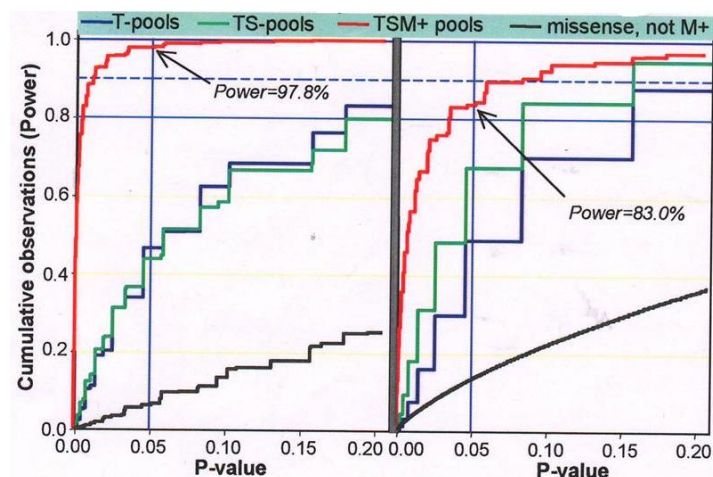 T-pools TS-pools TSM+ pools missense, not M+
Cumulative observations (Power)
1.0
0.8
0.6
0.4
0.2
0.0
Power=97.8%
0.00 0.05 0.10 0.15 0.20
P-value
Power=83.0%
0.00 0.05 0.10 0.15 0.20
P-value